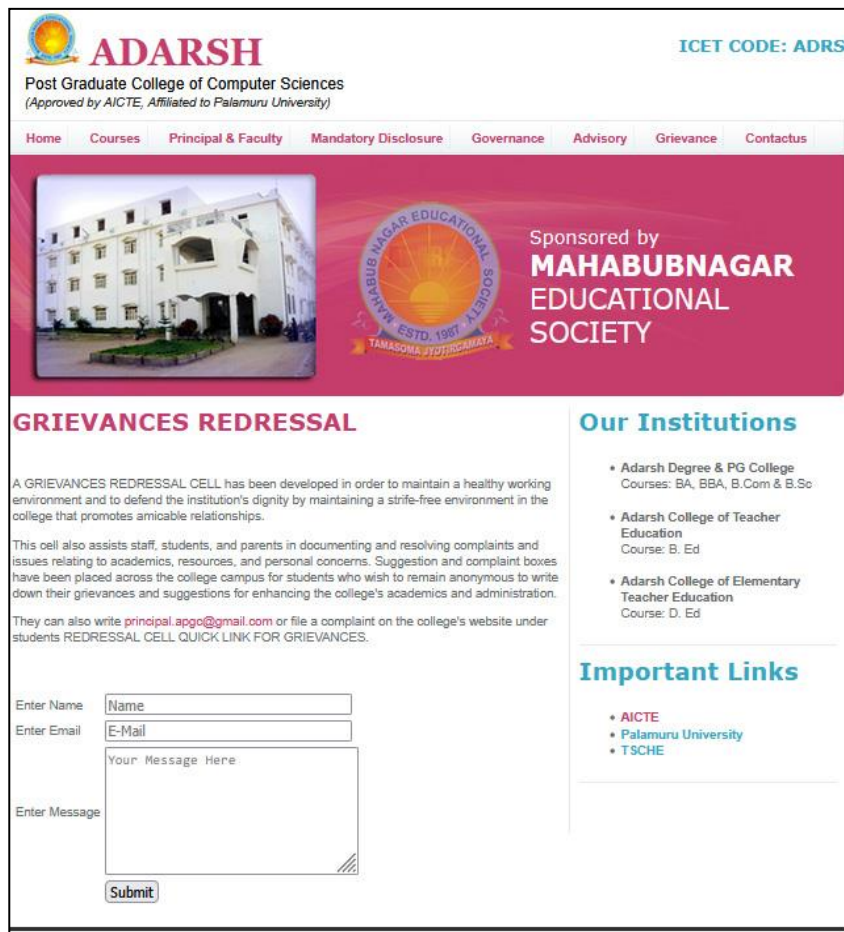 ADARSH
ICET CODE: ADRS
Post Graduate College of Computer Sciences
(Approved by AICTE, Affiliated to Palamuru University)
Home Courses Principal & Faculty Mandatory Disclosure Governance Advisory Grievance Contactus
MAHABUB NAGAR EDUCATIONAL SOCIETY
ESTD. 1987
TAMASOMA JYOTIRGAMAYA
Sponsored by
MAHABUBNAGAR
EDUCATIONAL
SOCIETY
GRIEVANCES REDRESSAL
A GRIEVANCES REDRESSAL CELL has been developed in order to maintain a healthy working
environment and to defend the institution's dignity by maintaining a strife-free environment in the
college that promotes amicable relationships.
This cell also assists staff, students, and parents in documenting and resolving complaints and
issues relating to academics, resources, and personal concerns. Suggestion and complaint boxes
have been placed across the college campus for students who wish to remain anonymous to write
down their grievances and suggestions for enhancing the college's academics and administration.
They can also write principal.apgo@gmail.com or file a complaint on the college's website under
students REDRESSAL CELL QUICK LINK FOR GRIEVANCES.
Enter Name Name
Enter Email E-Mail
Enter Message Your Message Here
Submit
Our Institutions
• Adarsh Degree & PG College
Courses: BA, BBA, B.Com & B.Sc
• Adarsh College of Teacher
Education
Course: B. Ed
• Adarsh College of Elementary
Teacher Education
Course: D. Ed
Important Links
• AICTE
• Palamuru University
• TSCHE